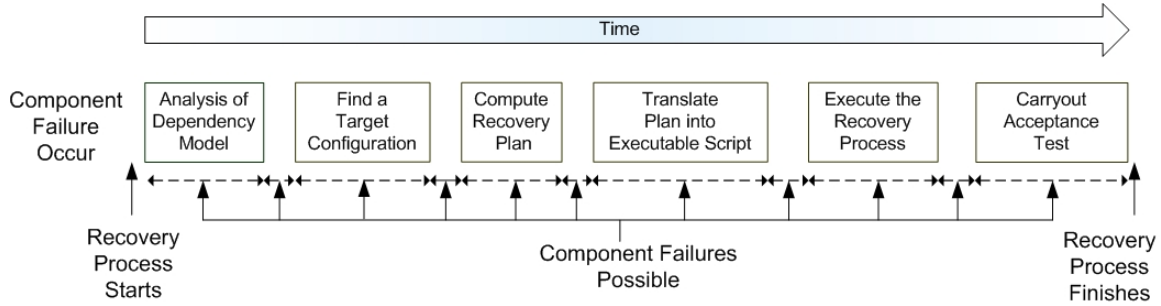 Time
Component
Failure
Occur
Analysis of
Dependency
Model
Find a
Target
Configuration
Compute
Recovery
Plan
Translate
Plan into
Executable Script
Execute the
Recovery
Process
Carryout
Acceptance
Test
Recovery
Process
Starts
Component Failures
Possible
Recovery
Process
Finishes